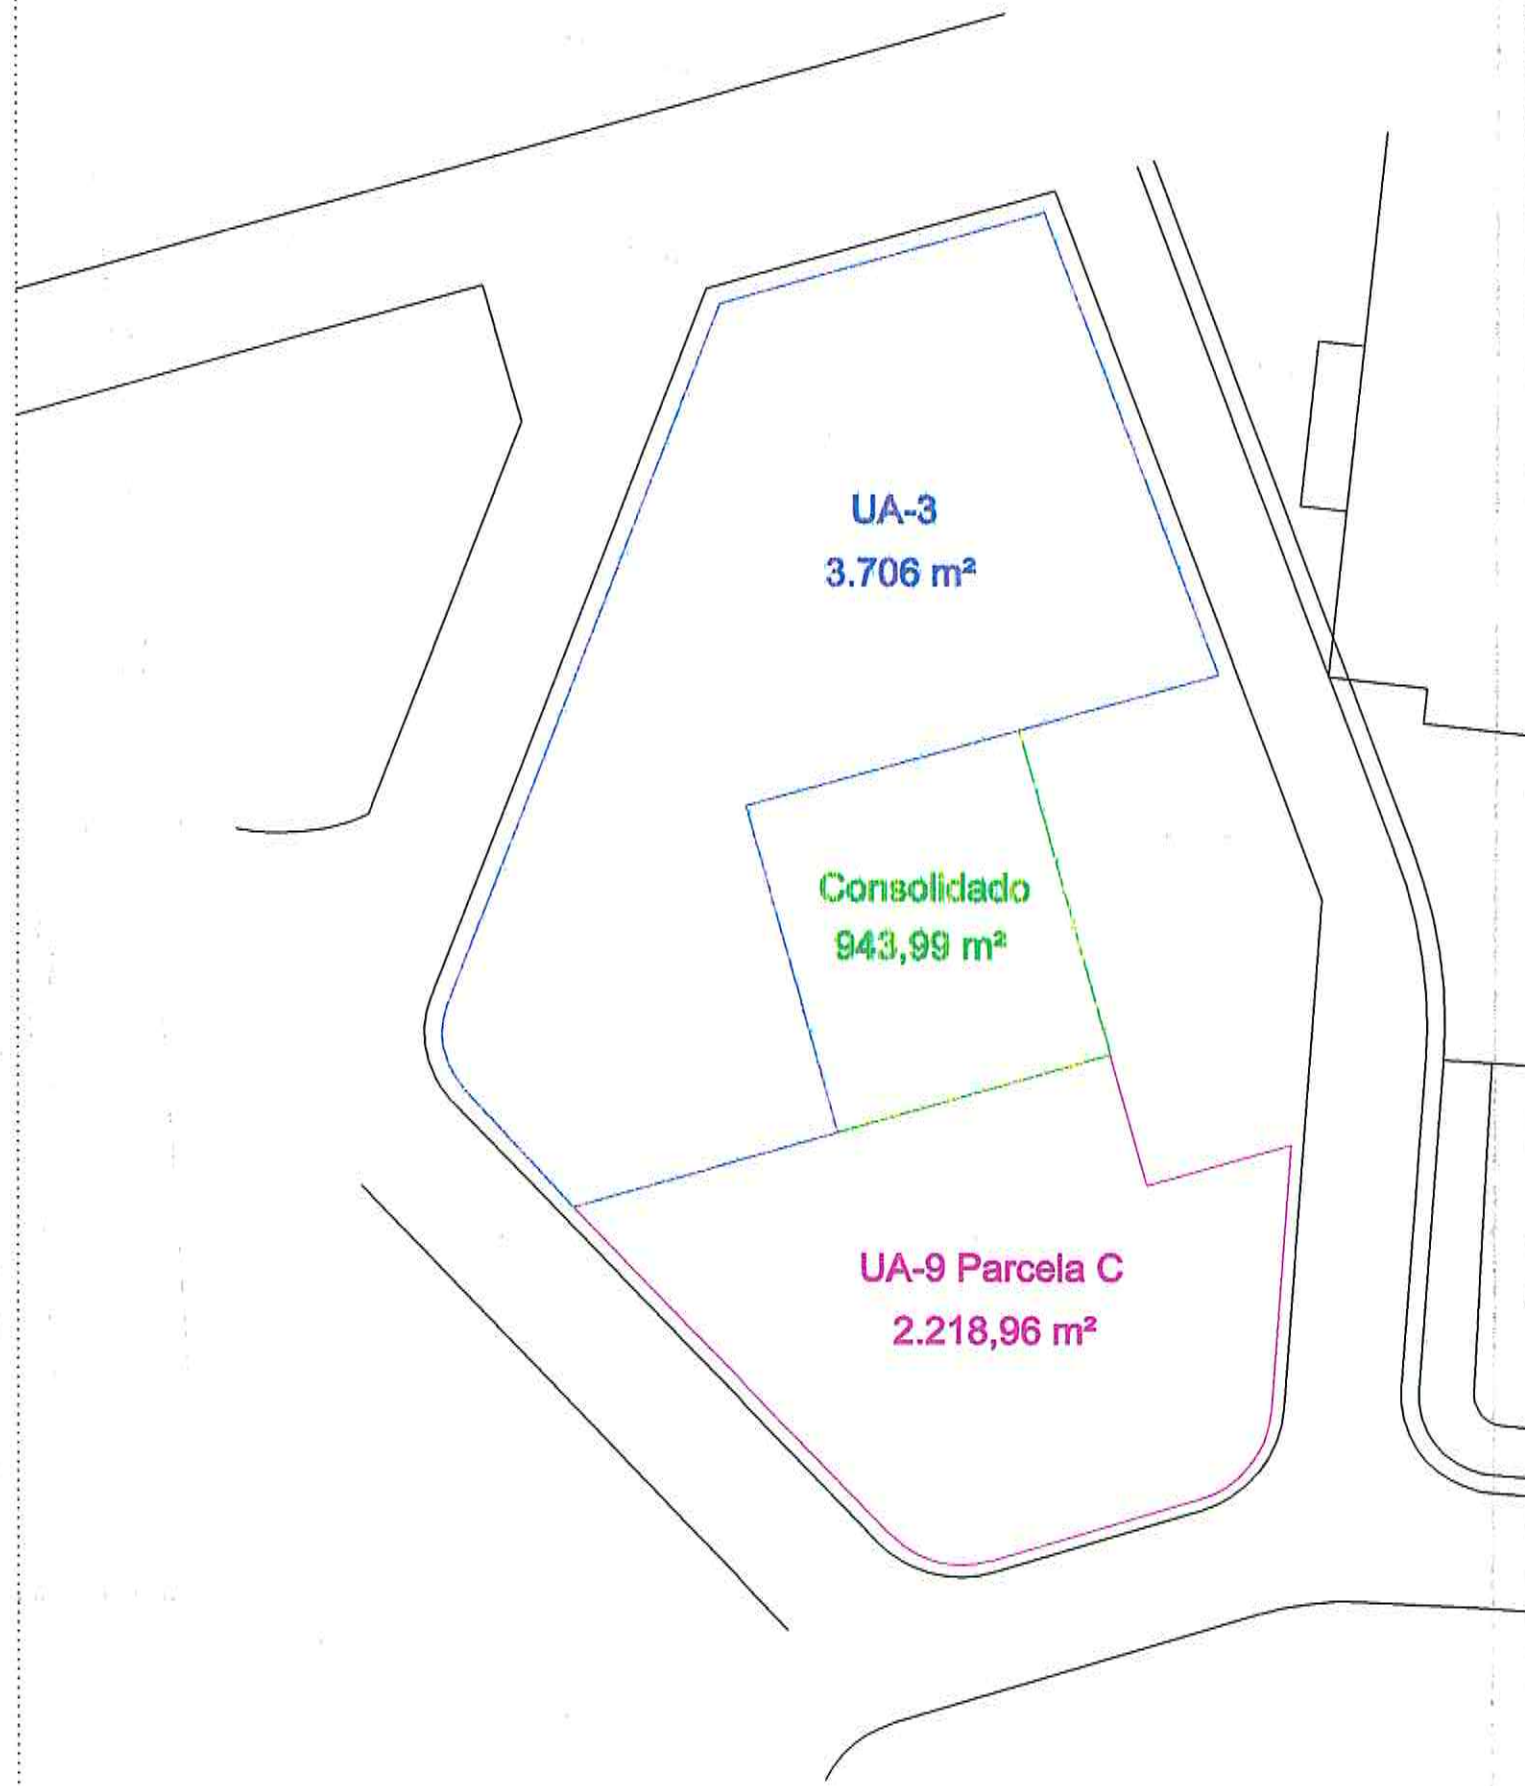 UA-3
3.706 m²
Consolidado
943,99 m²
UA-9 Parcela C
2.218,96 m²